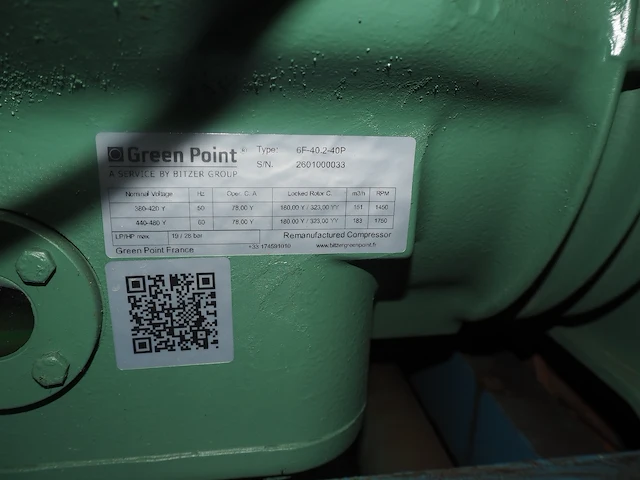 Green Point
A SERVICE BY BITZER GROUP
Type: 6F-40.2-40P
S/N. 2601000033
Nominal Voltage Hz Oper. C. A Locked Rotor C. m3/h RPM
380-420 Y 50 78,00 Y 180,00 Y / 323,00 YY 151 1450
440-480 Y 60 78,00 Y 180,00 Y / 323,00 YY 183 1750
LP/HP max 19 / 28 bar Remanufactured Compressor
Green Point France www.bitzergreenpoint.fr